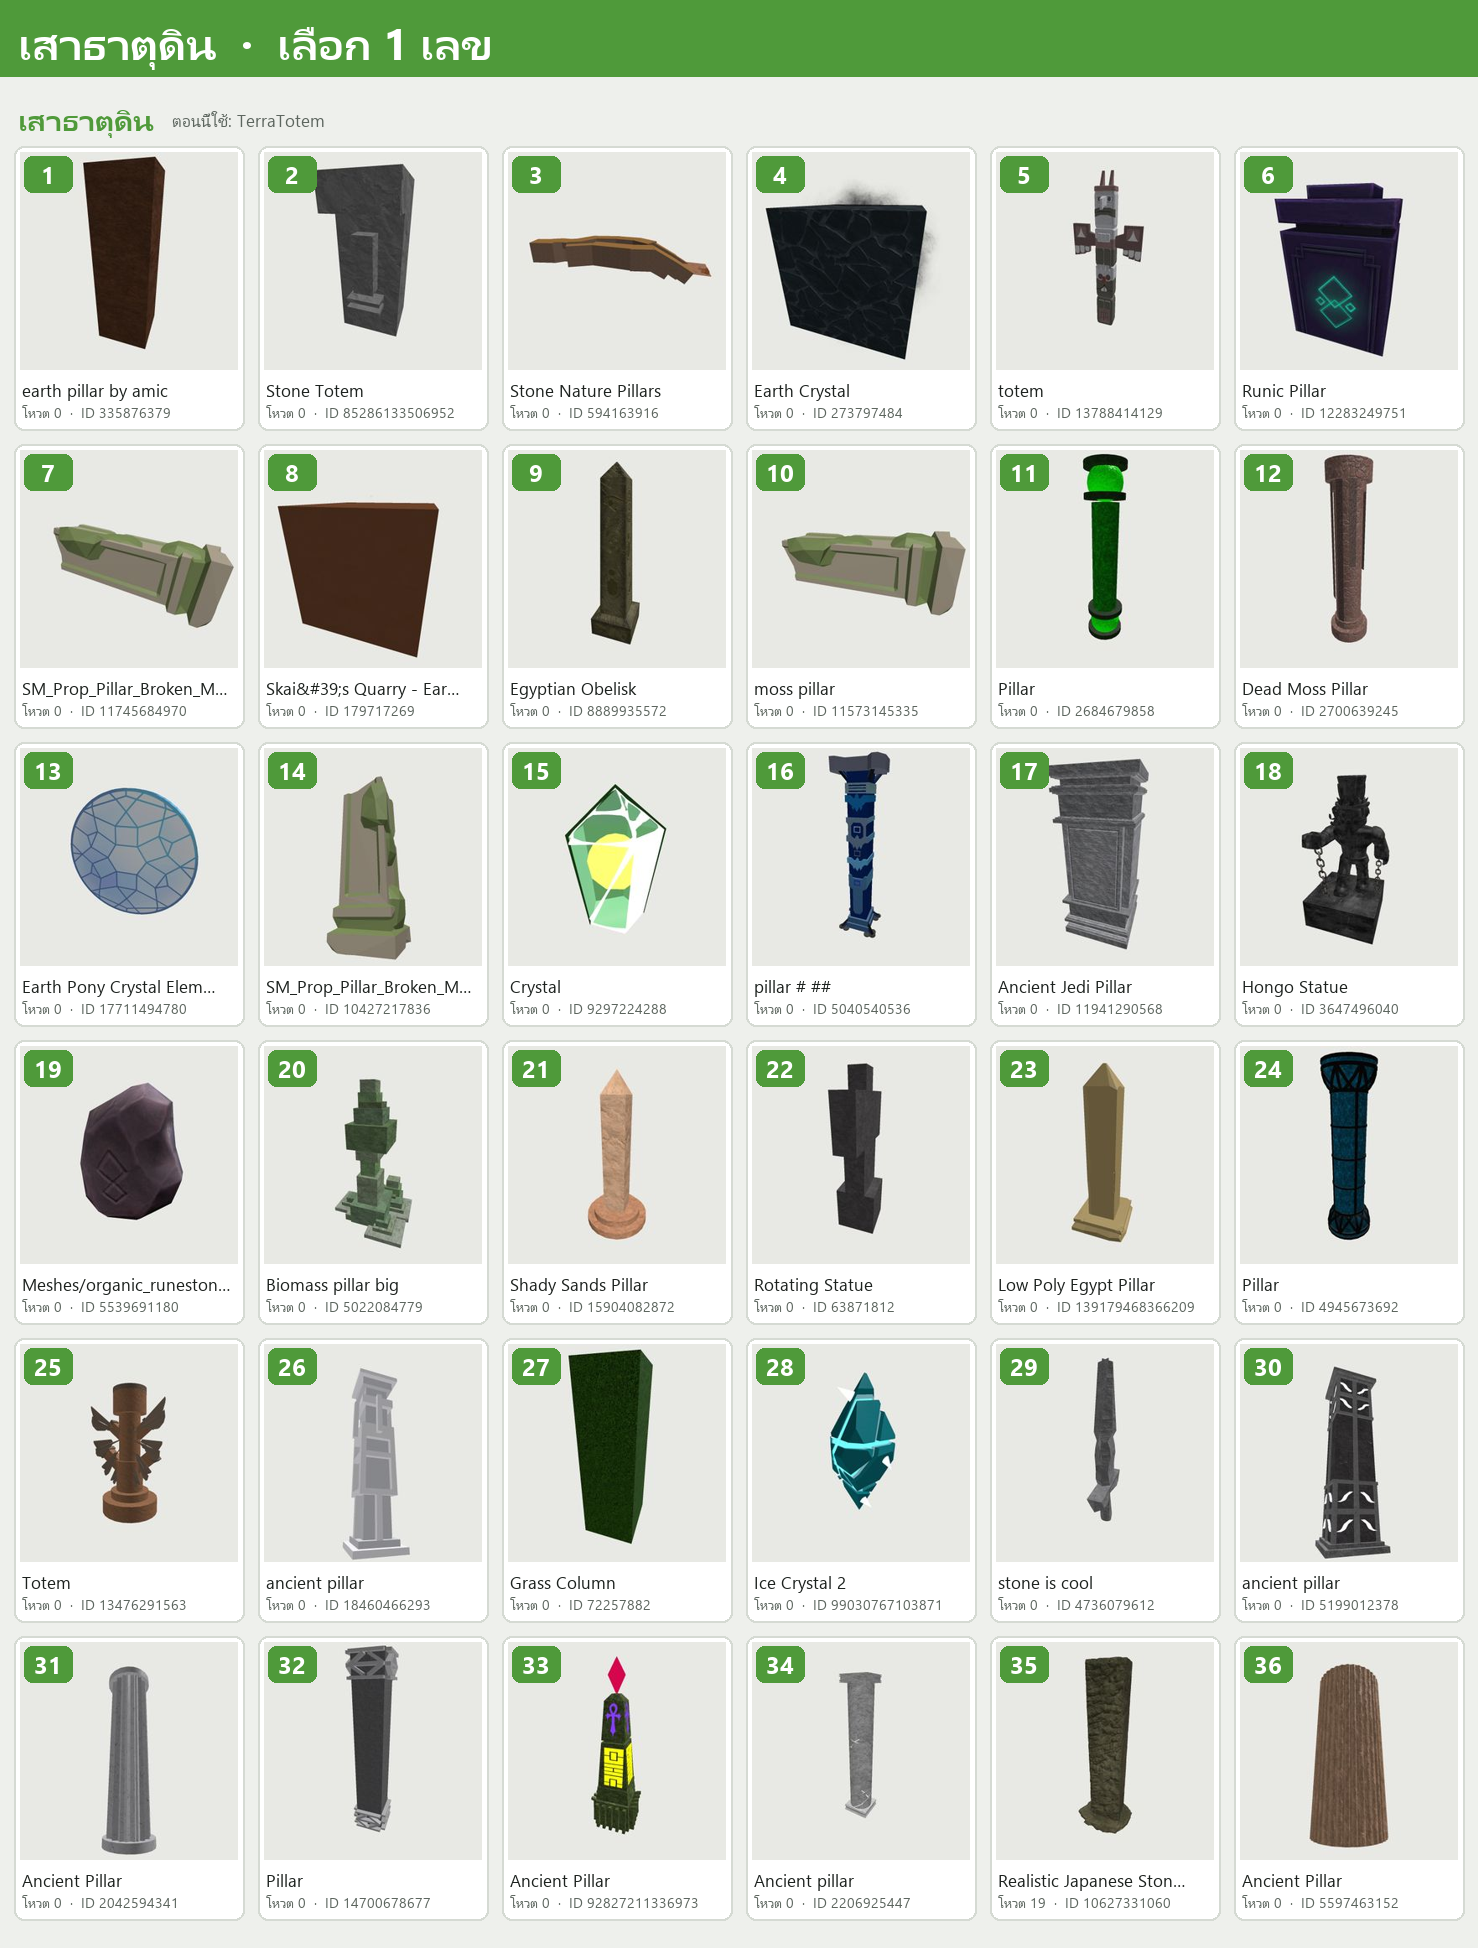 เสาธาตุดิน · เลือก 1 เลข
เสาธาตุดิน ตอนนี้ใช้: TerraTotem
1 2 3 4 5 6
earth pillar by amic
โหวต 0 · ID 335876379
Stone Totem
โหวต 0 · ID 85286133506952
Stone Nature Pillars
โหวต 0 · ID 594163916
Earth Crystal
โหวต 0 · ID 273797484
totem
โหวต 0 · ID 13788414129
Runic Pillar
โหวต 0 · ID 12283249751
7 8 9 10 11 12
SM_Prop_Pillar_Broken_M...
โหวต 0 · ID 11745684970
Skai&#39;s Quarry - Ear...
โหวต 0 · ID 179717269
Egyptian Obelisk
โหวต 0 · ID 8889935572
moss pillar
โหวต 0 · ID 11573145335
Pillar
โหวต 0 · ID 2684679858
Dead Moss Pillar
โหวต 0 · ID 2700639245
13 14 15 16 17 18
Earth Pony Crystal Elem...
โหวต 0 · ID 17711494780
SM_Prop_Pillar_Broken_M...
โหวต 0 · ID 10427217836
Crystal
โหวต 0 · ID 9297224288
pillar # ##
โหวต 0 · ID 5040540536
Ancient Jedi Pillar
โหวต 0 · ID 11941290568
Hongo Statue
โหวต 0 · ID 3647496040
19 20 21 22 23 24
Meshes/organic_runeston...
โหวต 0 · ID 5539691180
Biomass pillar big
โหวต 0 · ID 5022084779
Shady Sands Pillar
โหวต 0 · ID 15904082872
Rotating Statue
โหวต 0 · ID 63871812
Low Poly Egypt Pillar
โหวต 0 · ID 139179468366209
Pillar
โหวต 0 · ID 4945673692
25 26 27 28 29 30
Totem
โหวต 0 · ID 13476291563
ancient pillar
โหวต 0 · ID 18460466293
Grass Column
โหวต 0 · ID 72257882
Ice Crystal 2
โหวต 0 · ID 99030767103871
stone is cool
โหวต 0 · ID 4736079612
ancient pillar
โหวต 0 · ID 5199012378
31 32 33 34 35 36
Ancient Pillar
โหวต 0 · ID 2042594341
Pillar
โหวต 0 · ID 14700678677
Ancient Pillar
โหวต 0 · ID 92827211336973
Ancient pillar
โหวต 0 · ID 2206925447
Realistic Japanese Ston...
โหวต 19 · ID 10627331060
Ancient Pillar
โหวต 0 · ID 5597463152